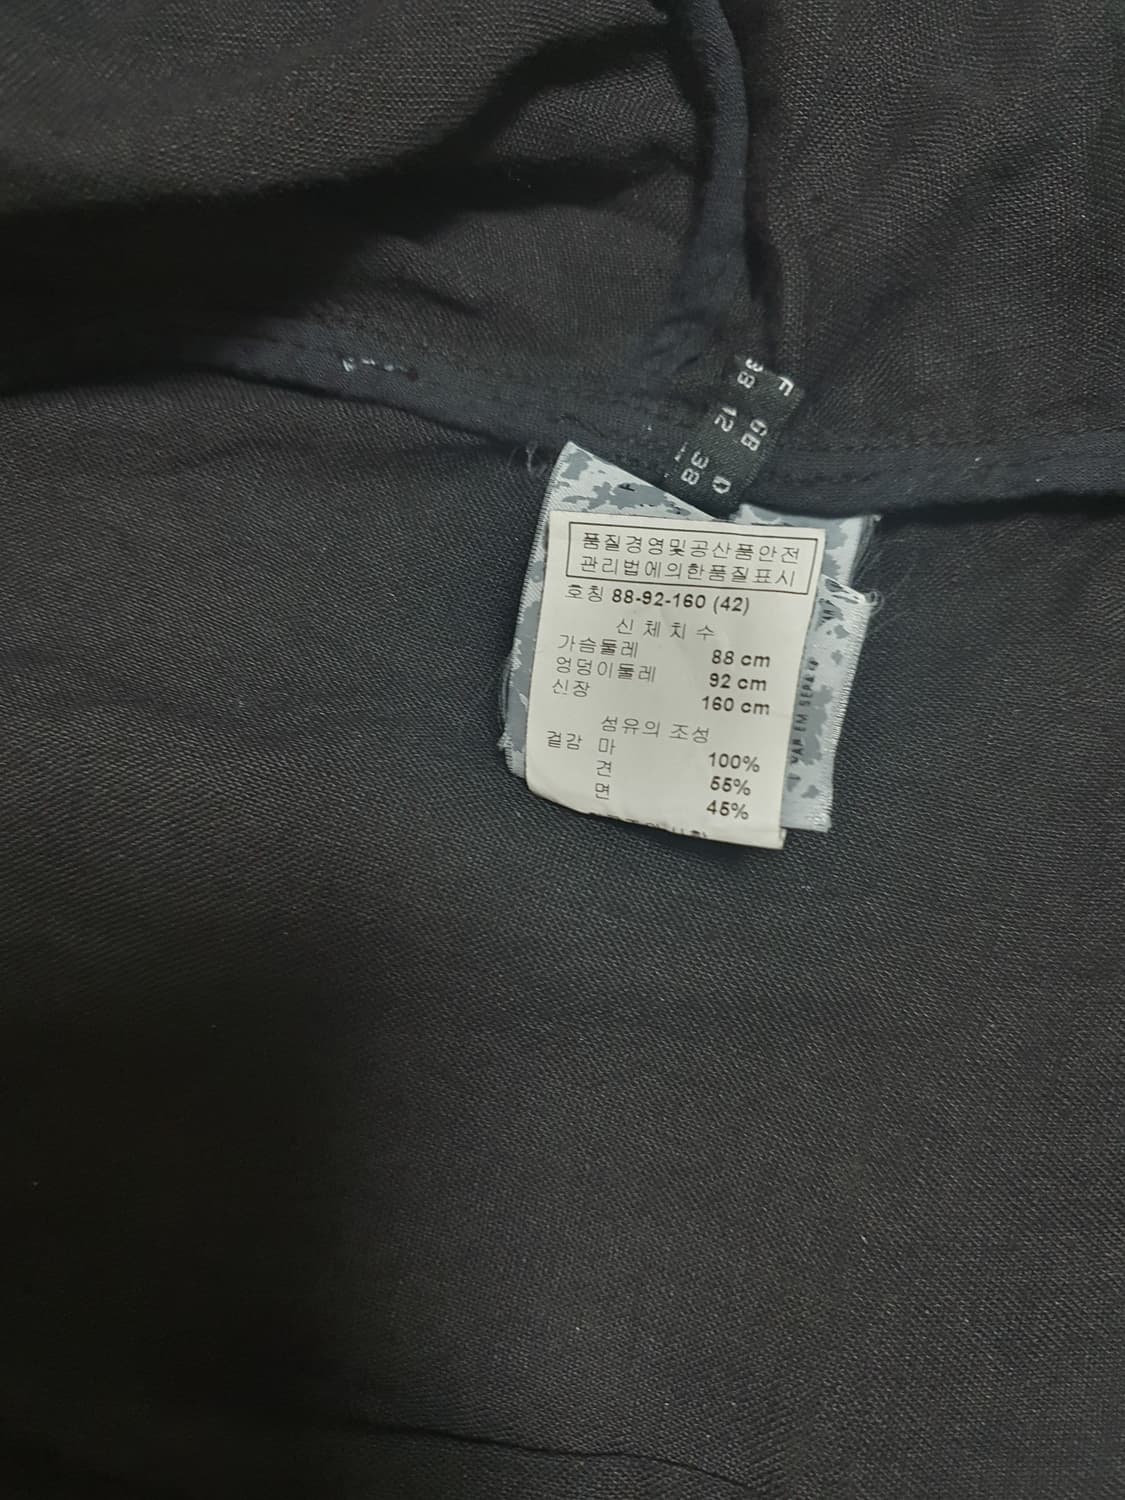 F GB D
38 12 38
38
품질경영및공산품안전
관리법에의한품질표시
호칭 88-92-160 (42)
신체치수
가슴둘레 88 cm
엉덩이둘레 92 cm
신장 160 cm
섬유의 조성
겉감 마 100%
견 55%
면 45%